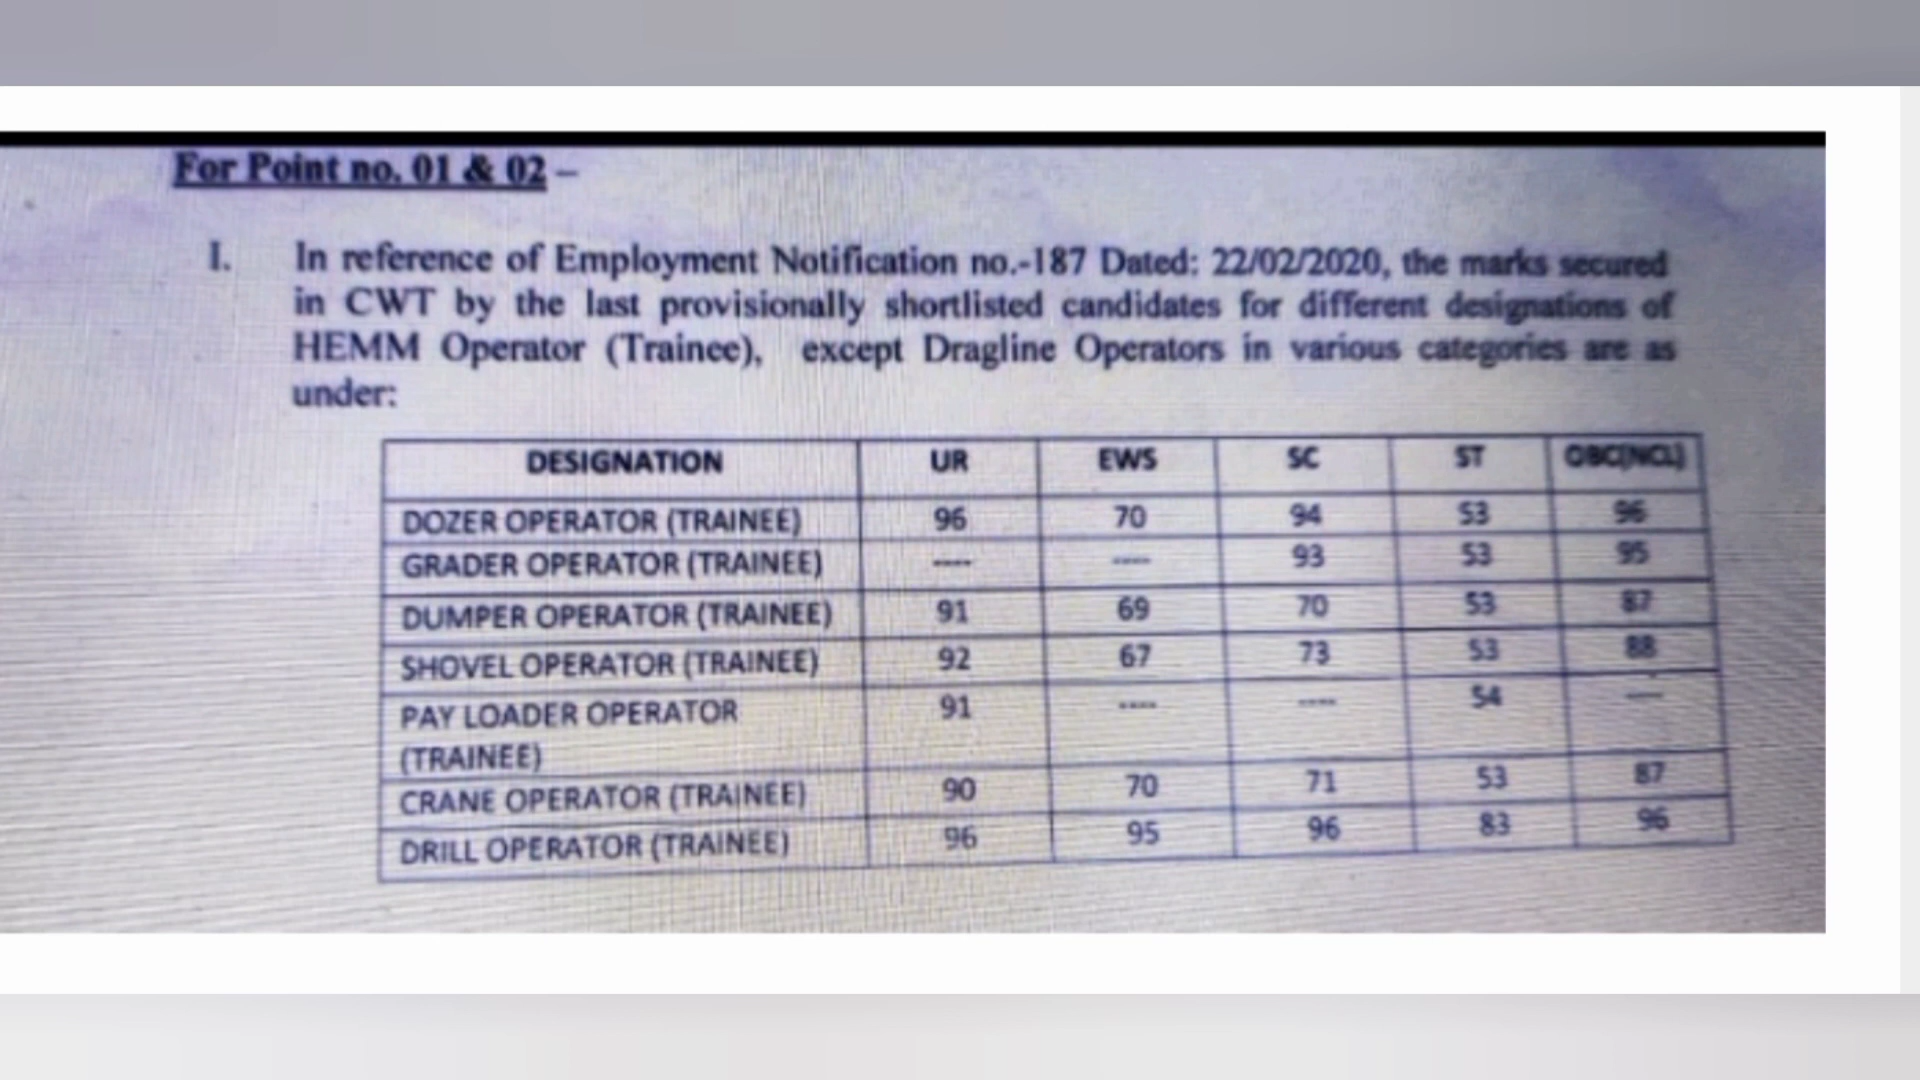 For Point no. 01 & 02 –
I. In reference of Employment Notification no.-187 Dated: 22/02/2020, the marks secured
in CWT by the last provisionally shortlisted candidates for different designations of
HEMM Operator (Trainee), except Dragline Operators in various categories are as
under:
DESIGNATION UR EWS SC ST OBC(NCL)
DOZER OPERATOR (TRAINEE) 96 70 94 53 96
GRADER OPERATOR (TRAINEE) ---- ---- 93 53 95
DUMPER OPERATOR (TRAINEE) 91 69 70 53 87
SHOVEL OPERATOR (TRAINEE) 92 67 73 53 88
PAY LOADER OPERATOR 91 ---- ---- 54 ---
(TRAINEE)
CRANE OPERATOR (TRAINEE) 90 70 71 53 87
DRILL OPERATOR (TRAINEE) 96 95 96 83 96